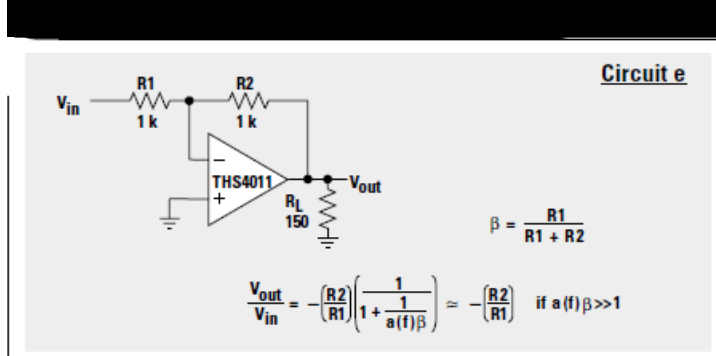 Circuit e
R1
R2
Vin
1 k
1 k
−
THS4011
+
Vout
RL
150
β = R1 / (R1 + R2)
Vout / Vin = −(R2 / R1)(1 / (1 + 1 / (a(f)β))) ≃ −(R2 / R1) if a(f)β>>1